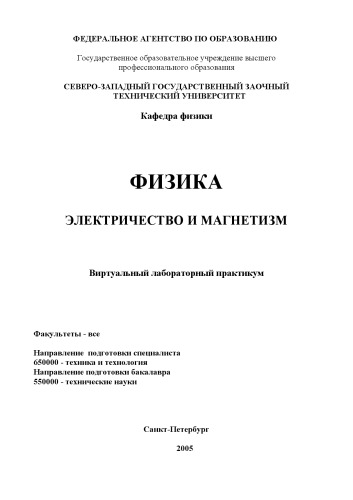 ФЕДЕРАЛЬНОЕ АГЕНТСТВО ПО ОБРАЗОВАНИЮ
Государственное образовательное учреждение высшего
профессионального образования
СЕВЕРО-ЗАПАДНЫЙ ГОСУДАРСТВЕННЫЙ ЗАОЧНЫЙ
ТЕХНИЧЕСКИЙ УНИВЕРСИТЕТ
Кафедра физики
ФИЗИКА
ЭЛЕКТРИЧЕСТВО И МАГНЕТИЗМ
Виртуальный лабораторный практикум
Факультеты - все
Направление подготовки специалиста
650000 - техника и технология
Направление подготовки бакалавра
550000 - технические науки
Санкт-Петербург
2005